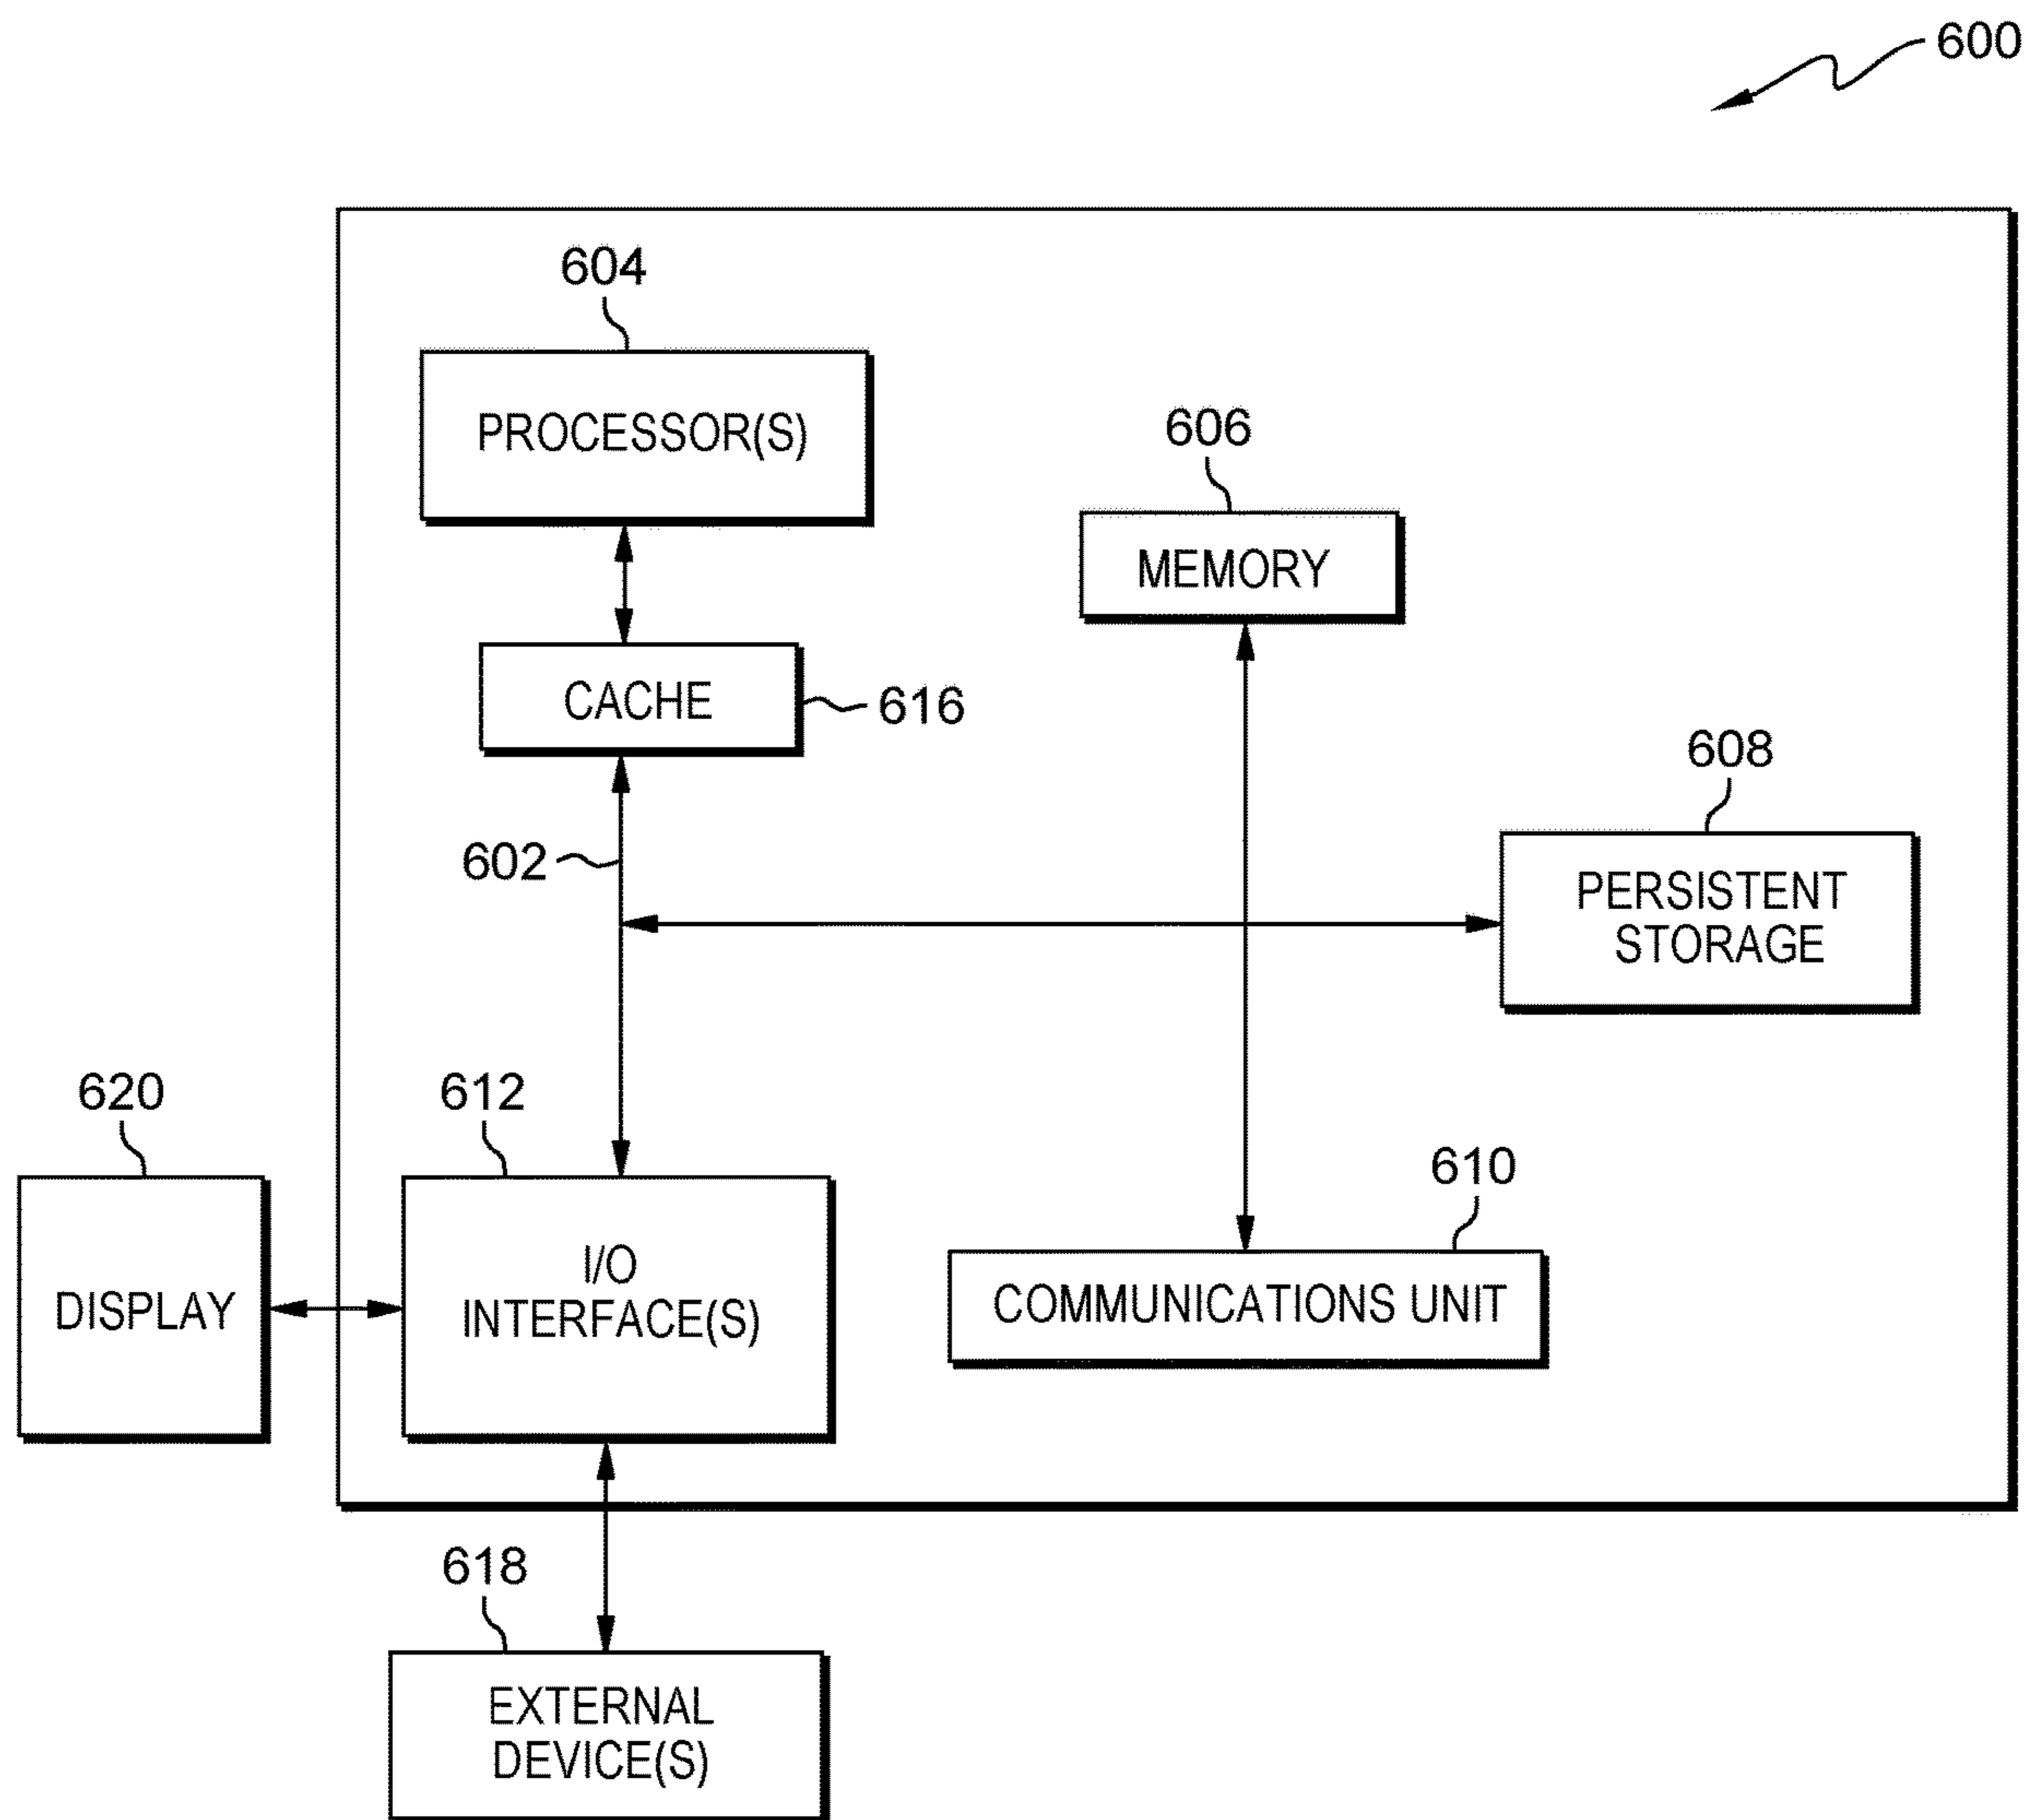 600
604
PROCESSOR(S)
606
MEMORY
CACHE
616
608
602
PERSISTENT
STORAGE
620
612
610
I/O
INTERFACE(S)
DISPLAY
COMMUNICATIONS UNIT
618
EXTERNAL
DEVICE(S)